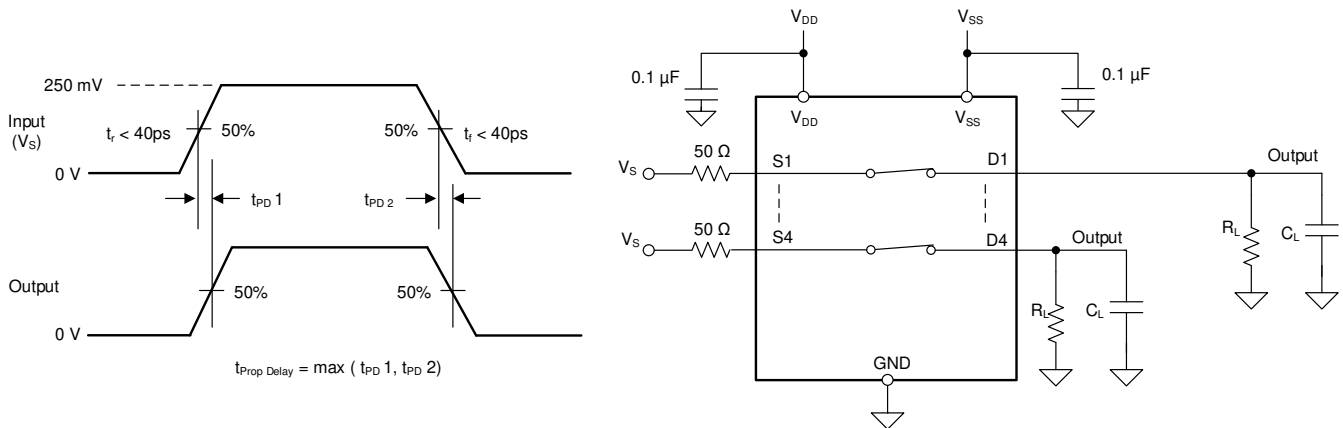 250 mV
Input
(VS)
tr < 40ps
50%
50%
tf < 40ps
0 V
tPD 1
tPD 2
Output
50%
50%
0 V
tProp Delay = max ( tPD 1, tPD 2)
VDD
VSS
0.1 µF
0.1 µF
VDD
VSS
VS
50 Ω
S1
D1
Output
VS
50 Ω
S4
D4
Output
RL
CL
RL
CL
GND